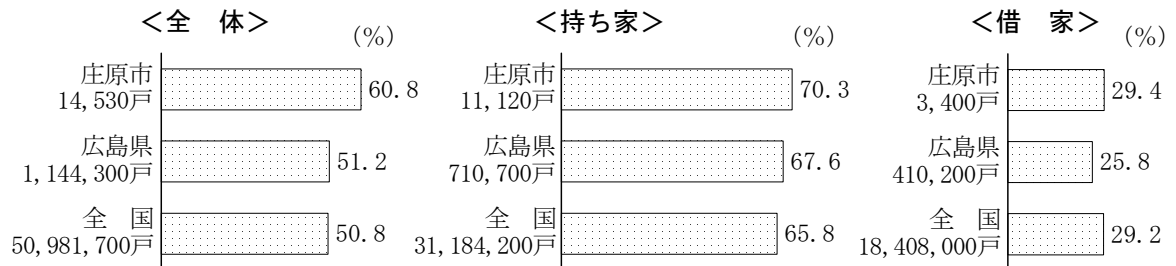 ＜全　体＞
(%)
庄原市
14,530戸
60.8
広島県
1,144,300戸
51.2
全　国
50,981,700戸
50.8
＜持ち家＞
(%)
庄原市
11,120戸
70.3
広島県
710,700戸
67.6
全　国
31,184,200戸
65.8
＜借　家＞
(%)
庄原市
3,400戸
29.4
広島県
410,200戸
25.8
全　国
18,408,000戸
29.2